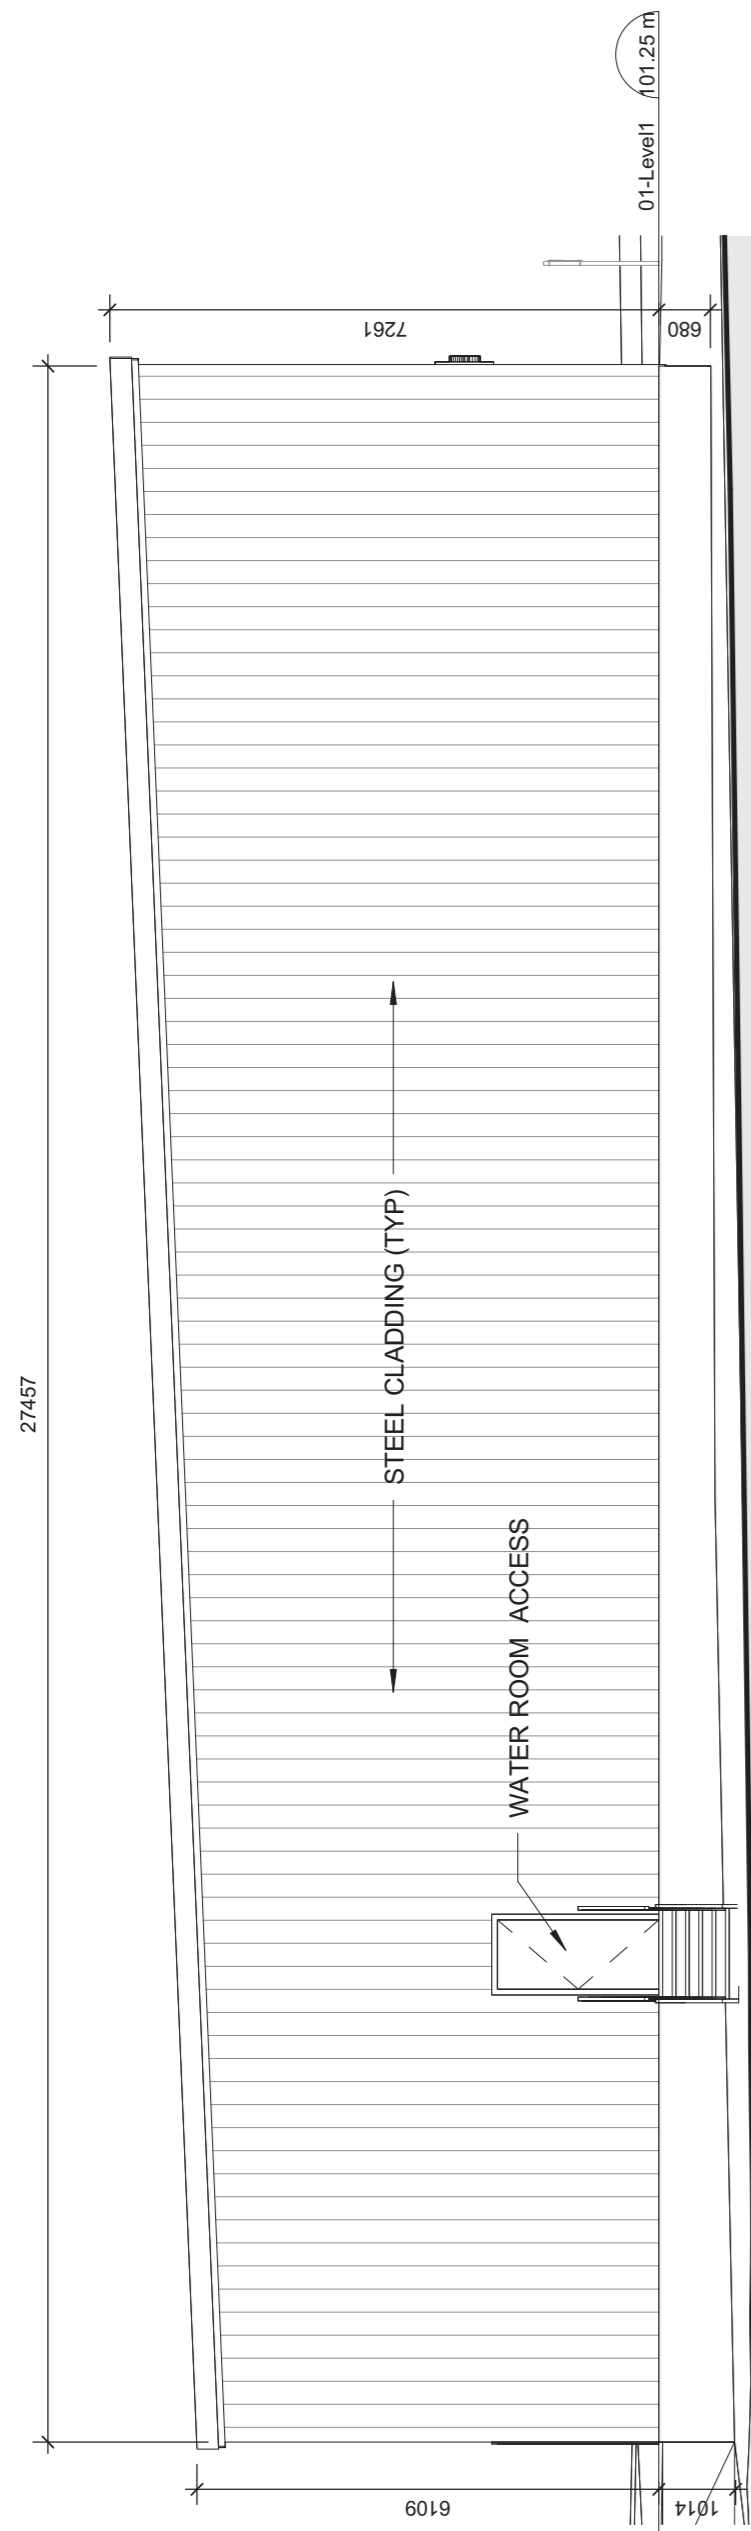 27457
7261
680
01-Level1
101.25 m
STEEL CLADDING (TYP)
WATER ROOM ACCESS
6109
1014